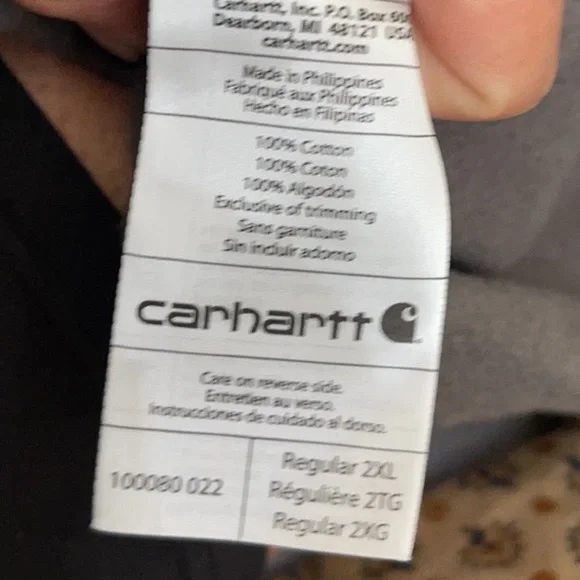 Carhartt, Inc. P.O. Box
Dearborn, MI 48121 USA
carhartt.com
Made in Philippines
Fabriqué aux Philippines
Hecho en Filipinas
100% Cotton
100% Coton
100% Algodón
Exclusive of trimming
Sans garniture
Sin incluir adorno
carhartt
Care on reverse side.
Entretien au verso.
Instrucciones de cuidado al dorso.
100080 022
Regular 2XL
Régulière 2TG
Regular 2XG